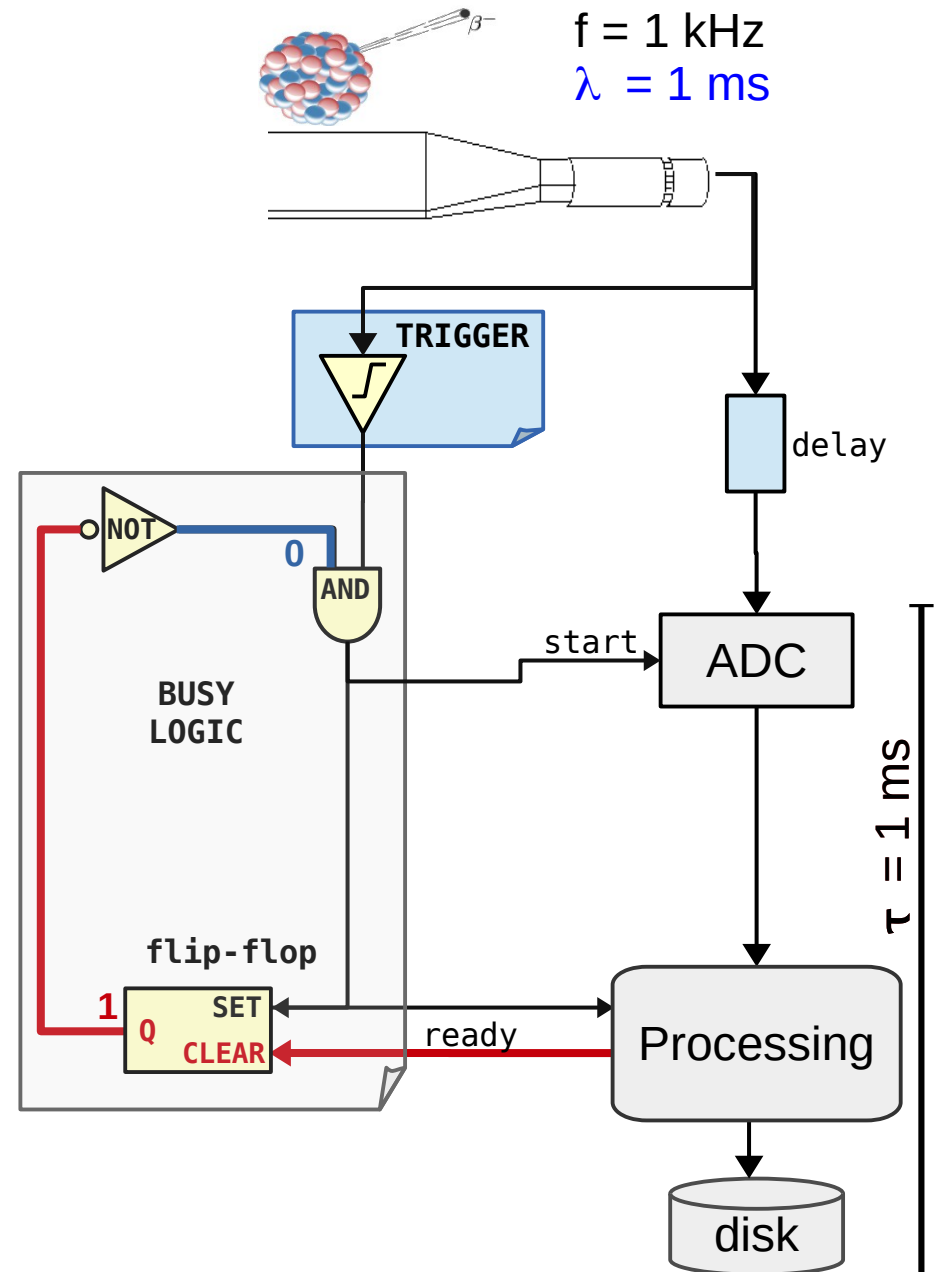 β⁻
f = 1 kHz
λ = 1 ms
TRIGGER
delay
NOT
0
AND
start
ADC
BUSY
LOGIC
τ = 1 ms
flip-flop
1
SET
Q
CLEAR
ready
Processing
disk